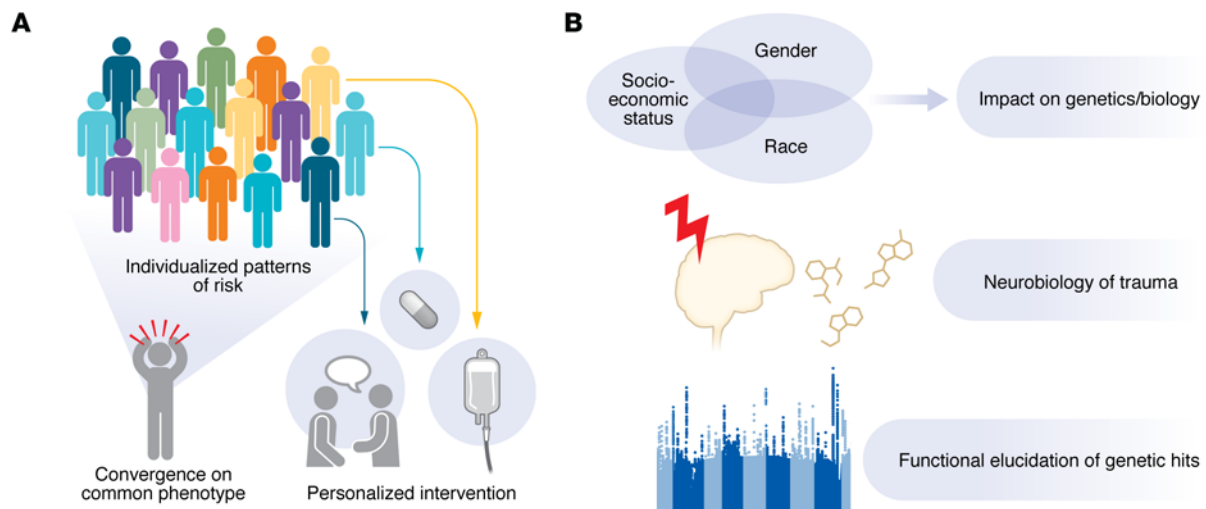 A
Individualized patterns
of risk
Convergence on
common phenotype
Personalized intervention
B
Gender
Socio-
economic
status
Race
Impact on genetics/biology
Neurobiology of trauma
Functional elucidation of genetic hits